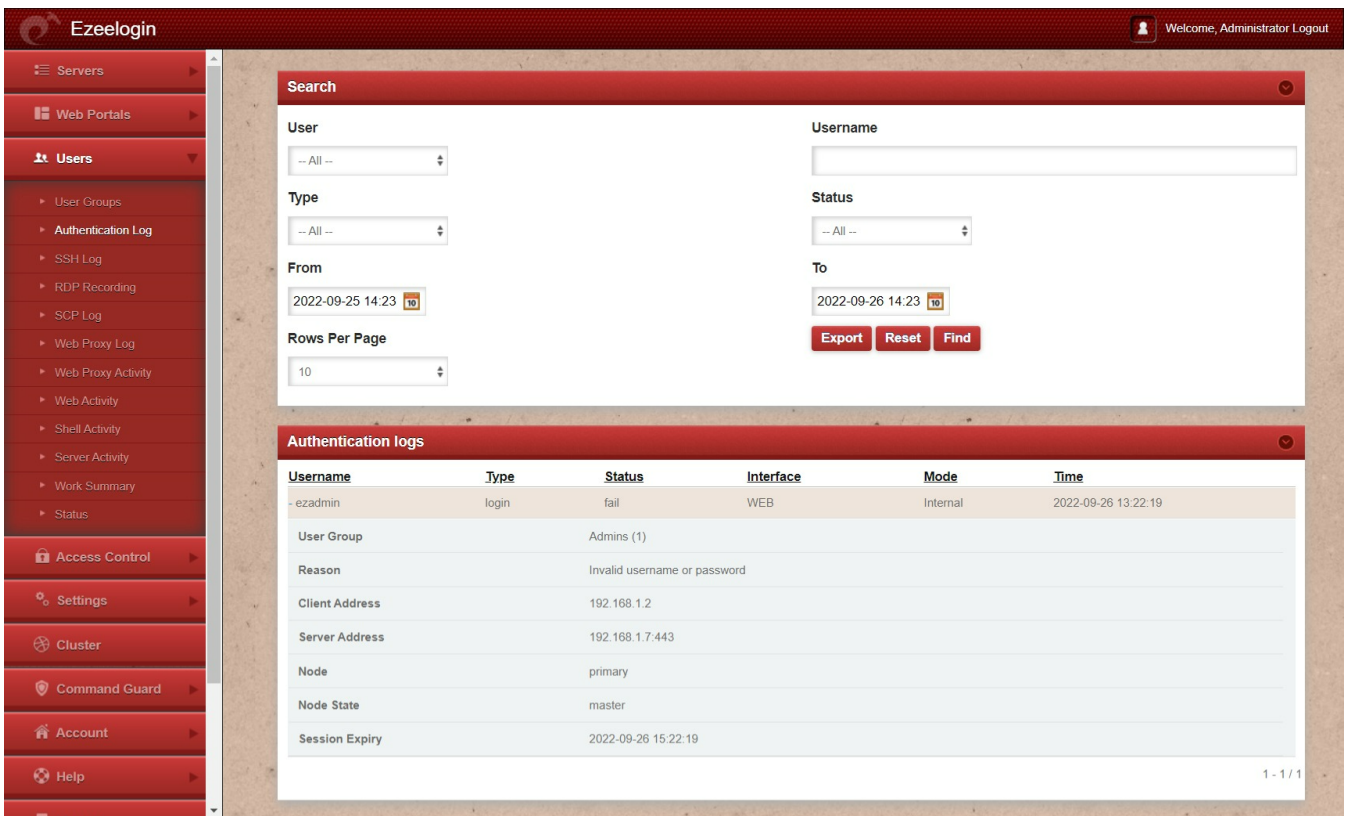 Ezeelogin
Welcome, Administrator Logout
Servers
Web Portals
Users
User Groups
Authentication Log
SSH Log
RDP Recording
SCP Log
Web Proxy Log
Web Proxy Activity
Web Activity
Shell Activity
Server Activity
Work Summary
Status
Access Control
Settings
Cluster
Command Guard
Account
Help
Search
User Username
-- All --
Type Status
-- All -- -- All --
From To
2022-09-25 14:23 10 2022-09-26 14:23 10
Rows Per Page Export Reset Find
10
Authentication logs
Username Type Status Interface Mode Time
- ezadmin login fail WEB Internal 2022-09-26 13:22:19
User Group Admins (1)
Reason Invalid username or password
Client Address 192.168.1.2
Server Address 192.168.1.7:443
Node primary
Node State master
Session Expiry 2022-09-26 15:22:19
1 - 1 / 1